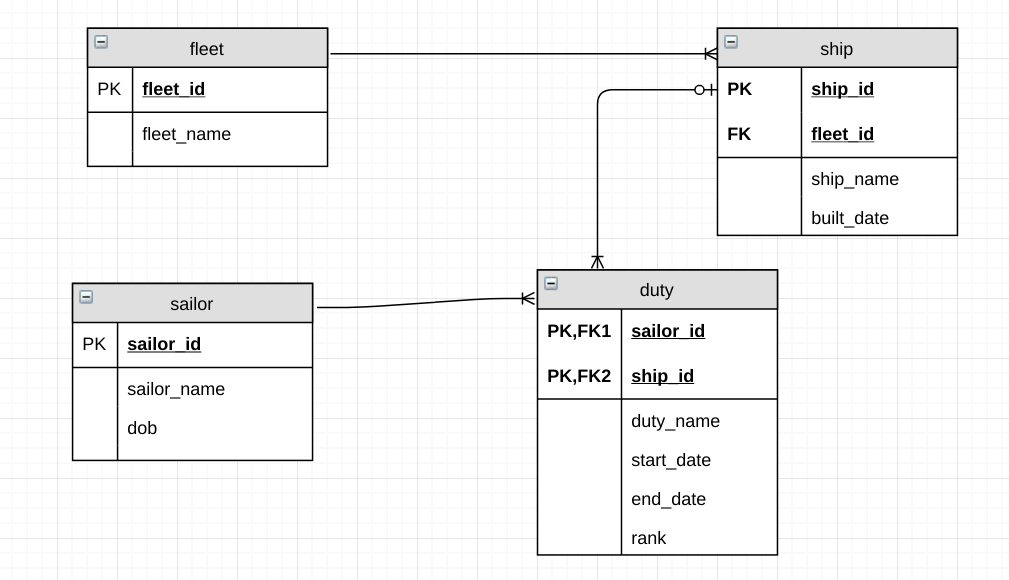 fleet
PK fleet_id
fleet_name
ship
PK ship_id
FK fleet_id
ship_name
built_date
sailor
PK sailor_id
sailor_name
dob
duty
PK,FK1 sailor_id
PK,FK2 ship_id
duty_name
start_date
end_date
rank